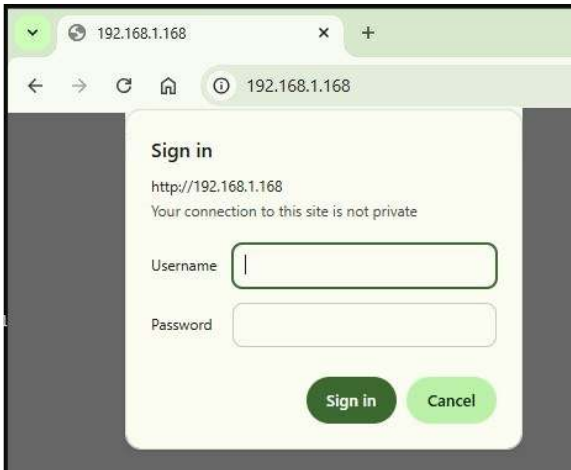 192.168.1.168
192.168.1.168
Sign in
http://192.168.1.168
Your connection to this site is not private
Username
Password
Sign in Cancel